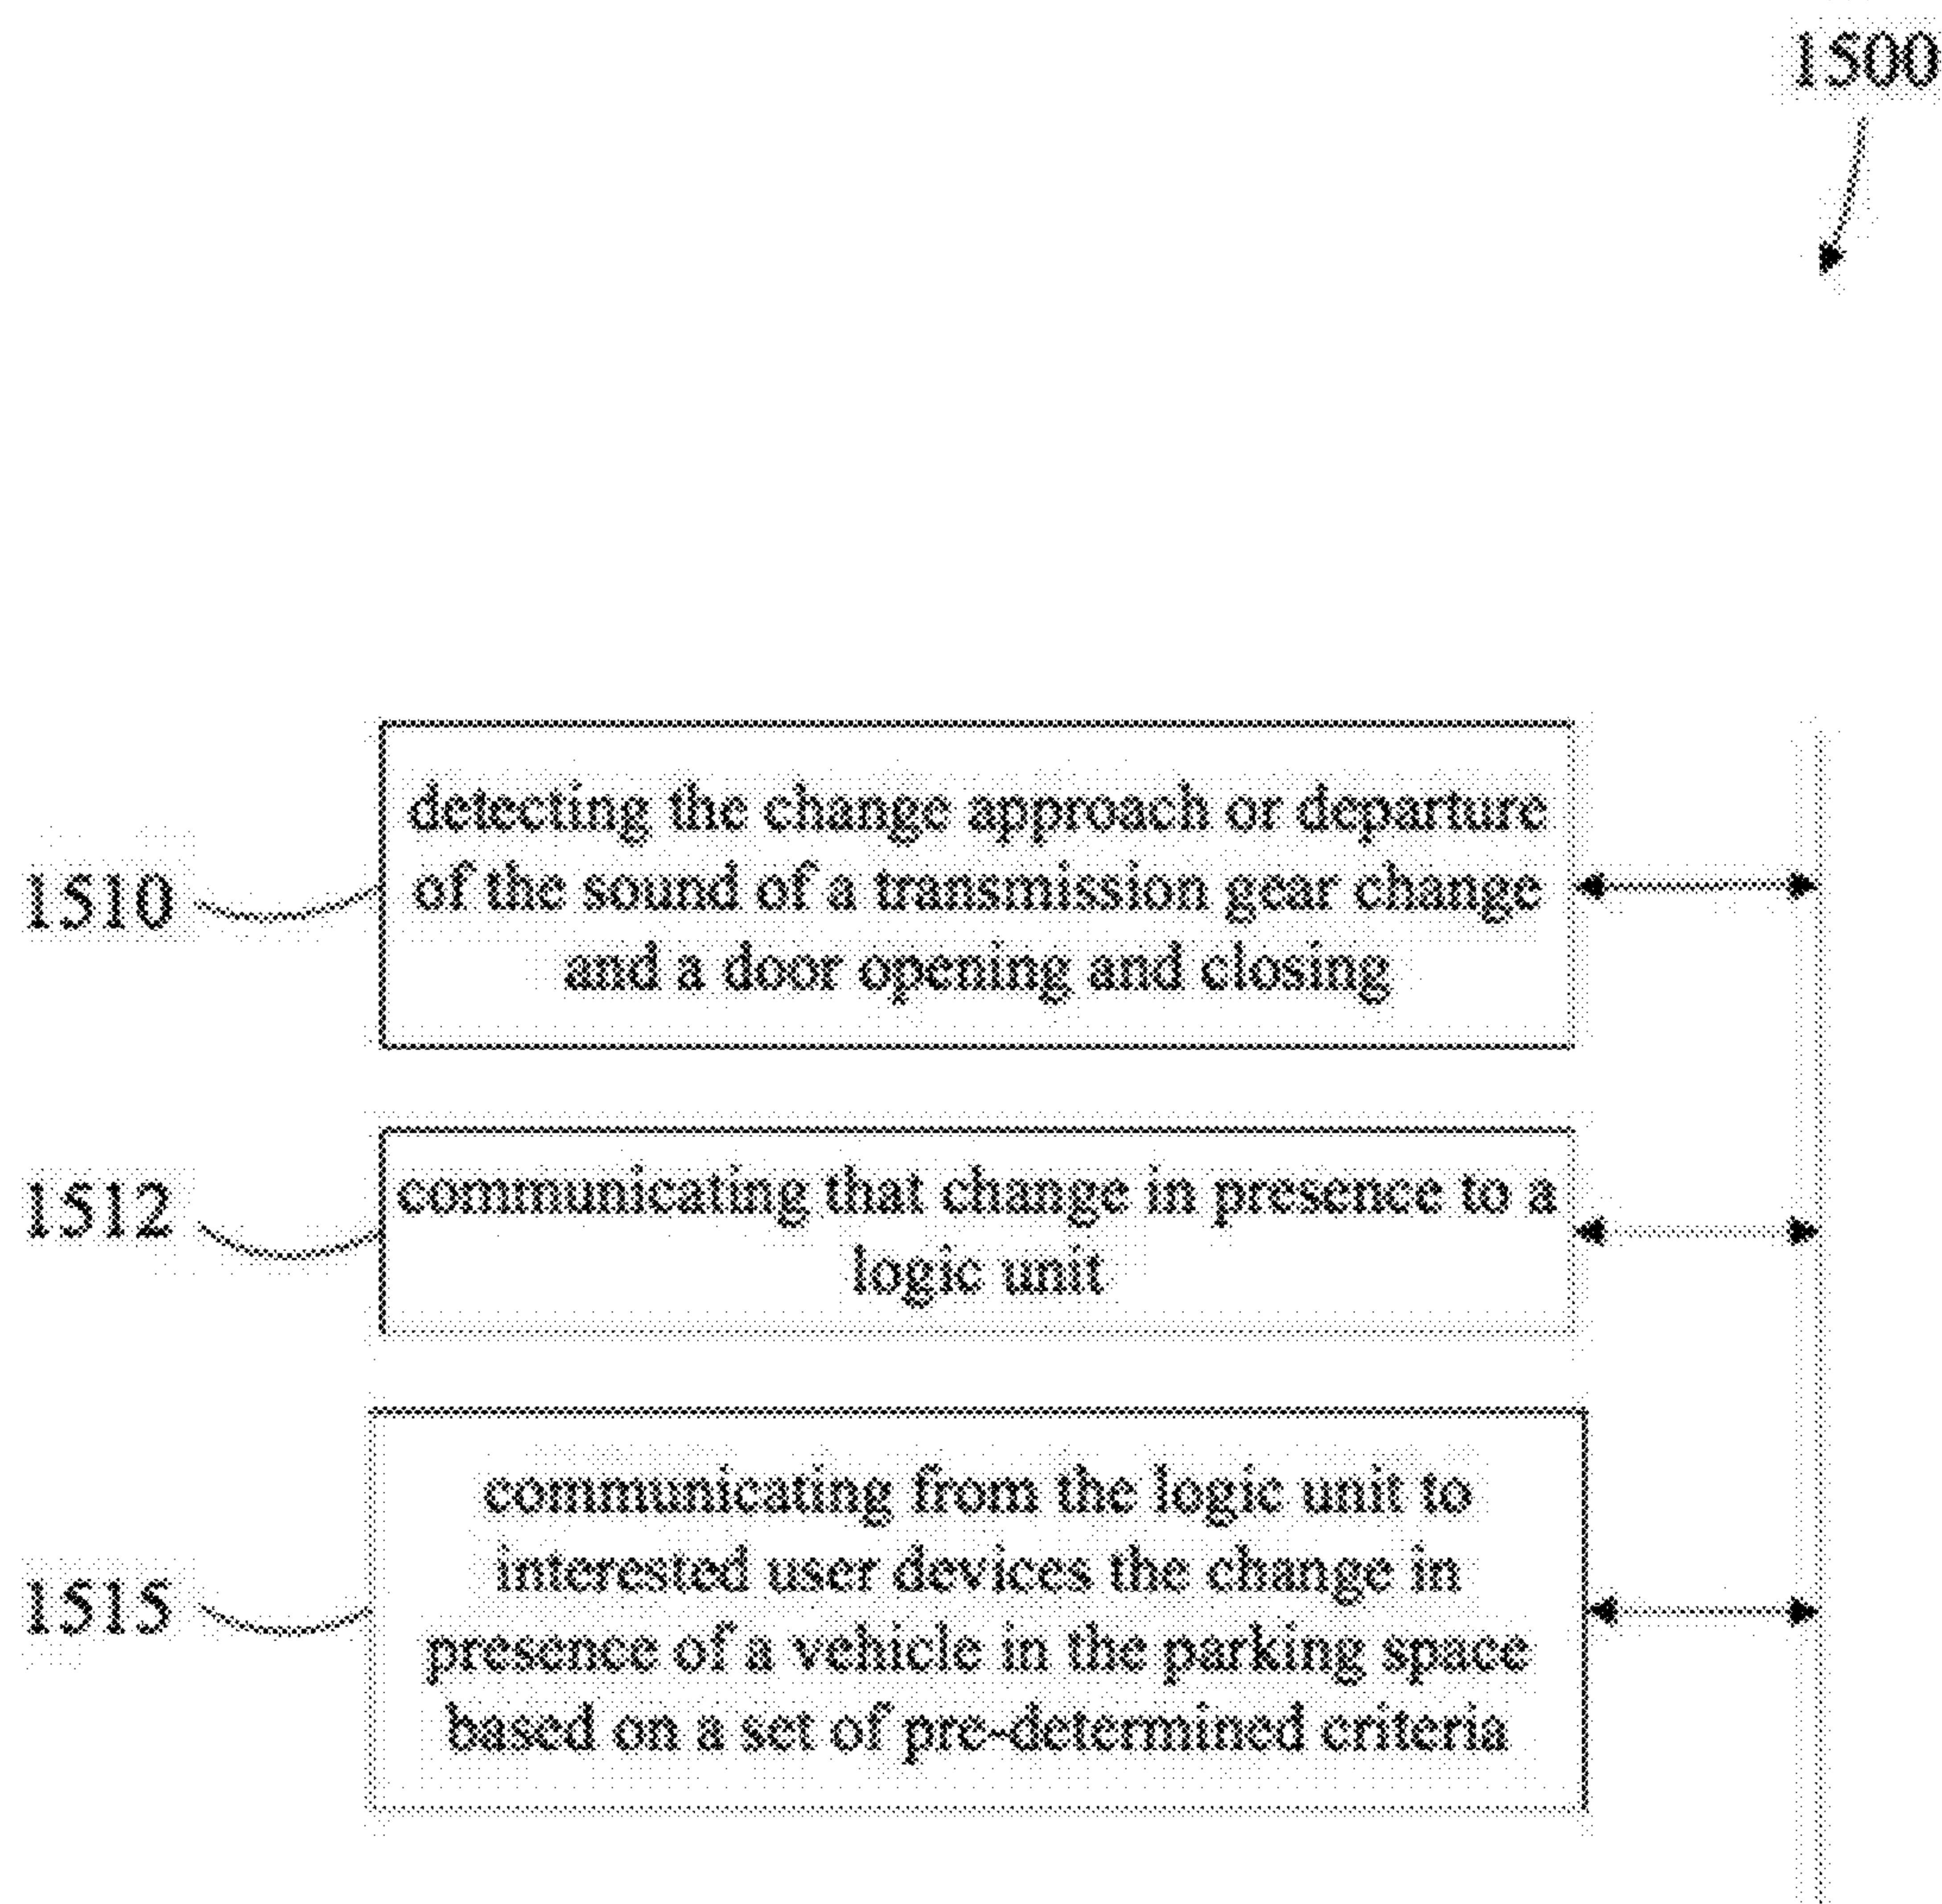 1500
detecting the change approach or departure
of the sound of a transmission gear change
and a door opening and closing
1510
communicating that change in presence to a
logic unit
1512
communicating from the logic unit to
interested user devices the change in
presence of a vehicle in the parking space
based on a set of pre-determined criteria
1515